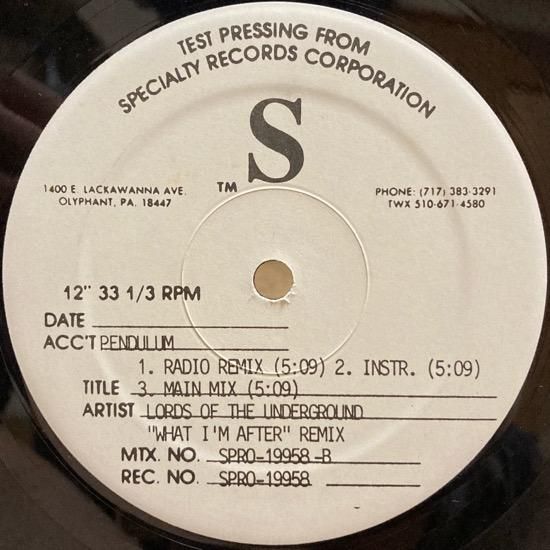 TEST PRESSING FROM
SPECIALTY RECORDS CORPORATION
S
TM
1400 E. LACKAWANNA AVE.
OLYPHANT, PA. 18447
PHONE: (717) 383-3291
TWX 510-671-4580
12" 33 1/3 RPM
DATE
ACC'T PENDULUM
1. RADIO REMIX (5:09) 2. INSTR. (5:09)
TITLE 3. MAIN MIX (5:09)
ARTIST LORDS OF THE UNDERGROUND
"WHAT I'M AFTER" REMIX
MTX. NO. SPRO-19958-B
REC. NO. SPRO-19958